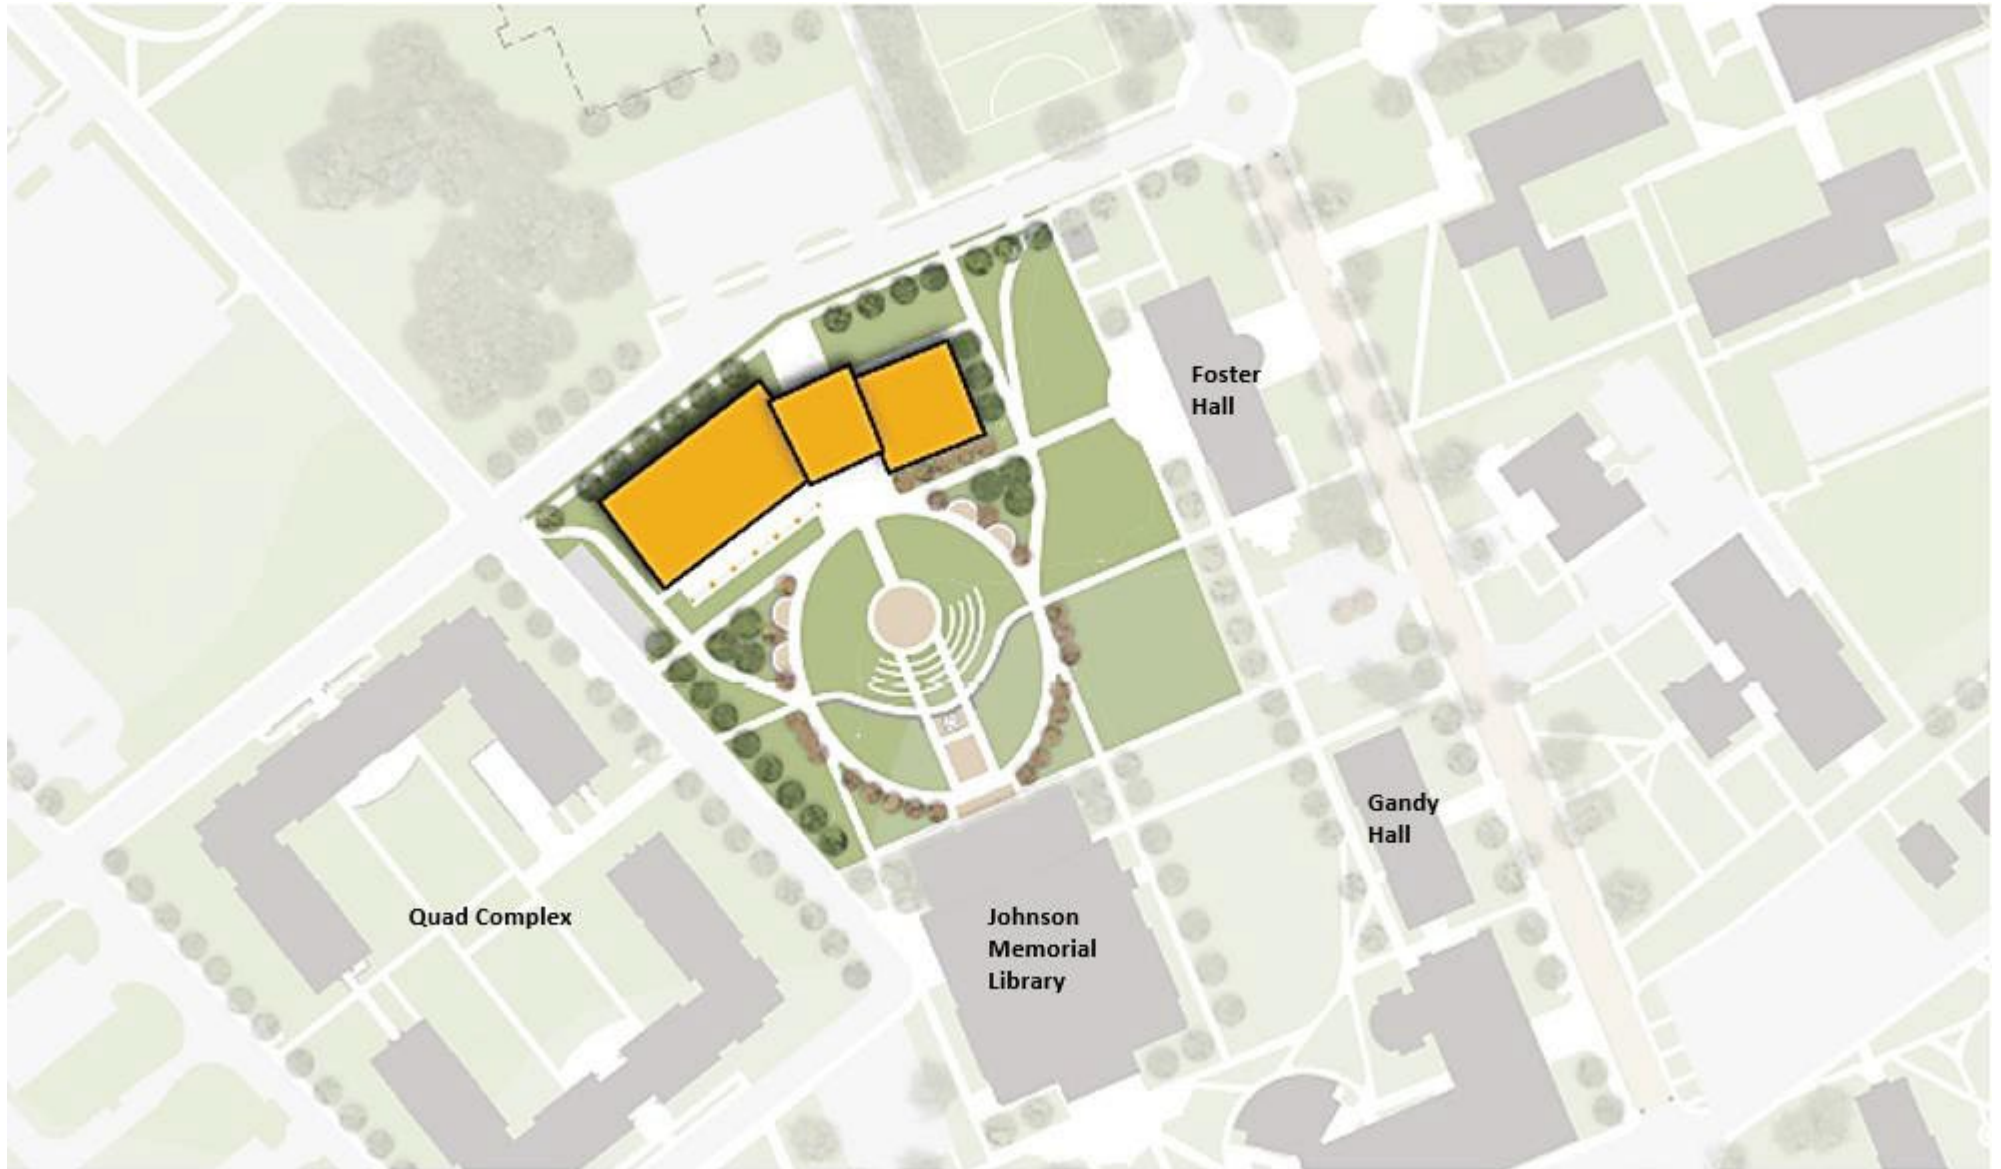 Foster
Hall
Gandy
Hall
Quad Complex
Johnson
Memorial
Library